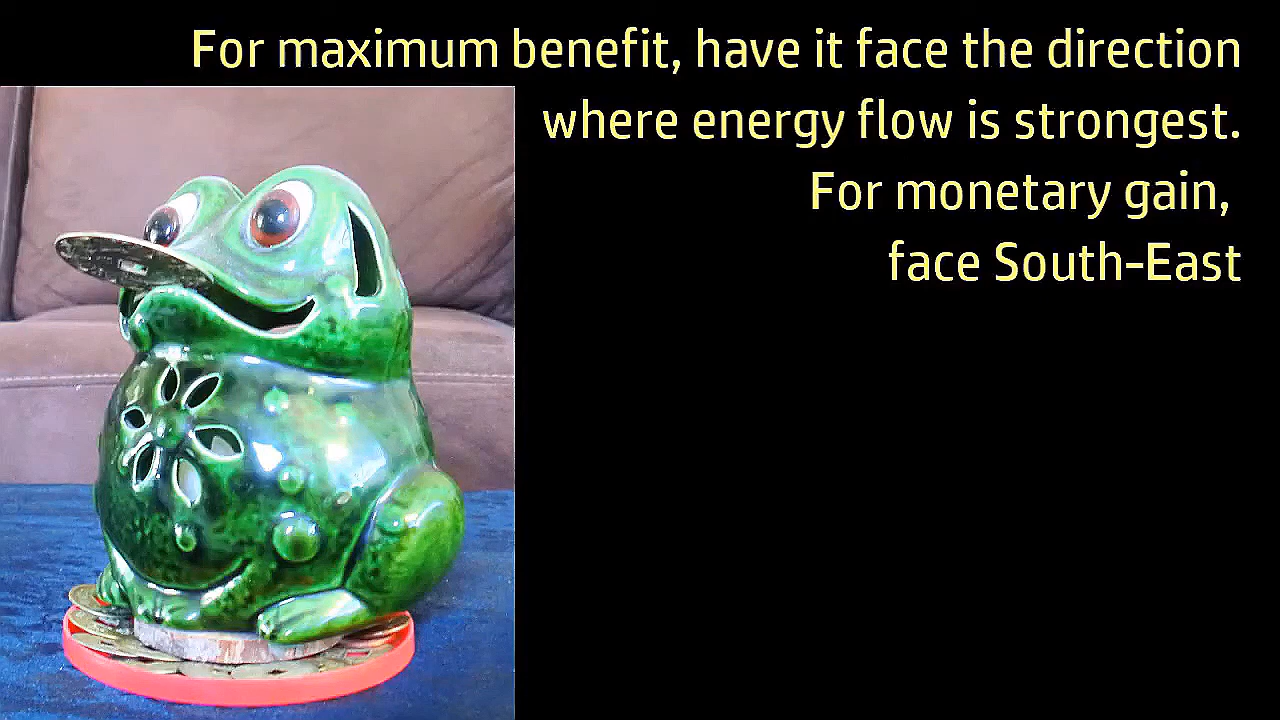 For maximum benefit, have it face the direction
where energy flow is strongest.
For monetary gain,
face South-East